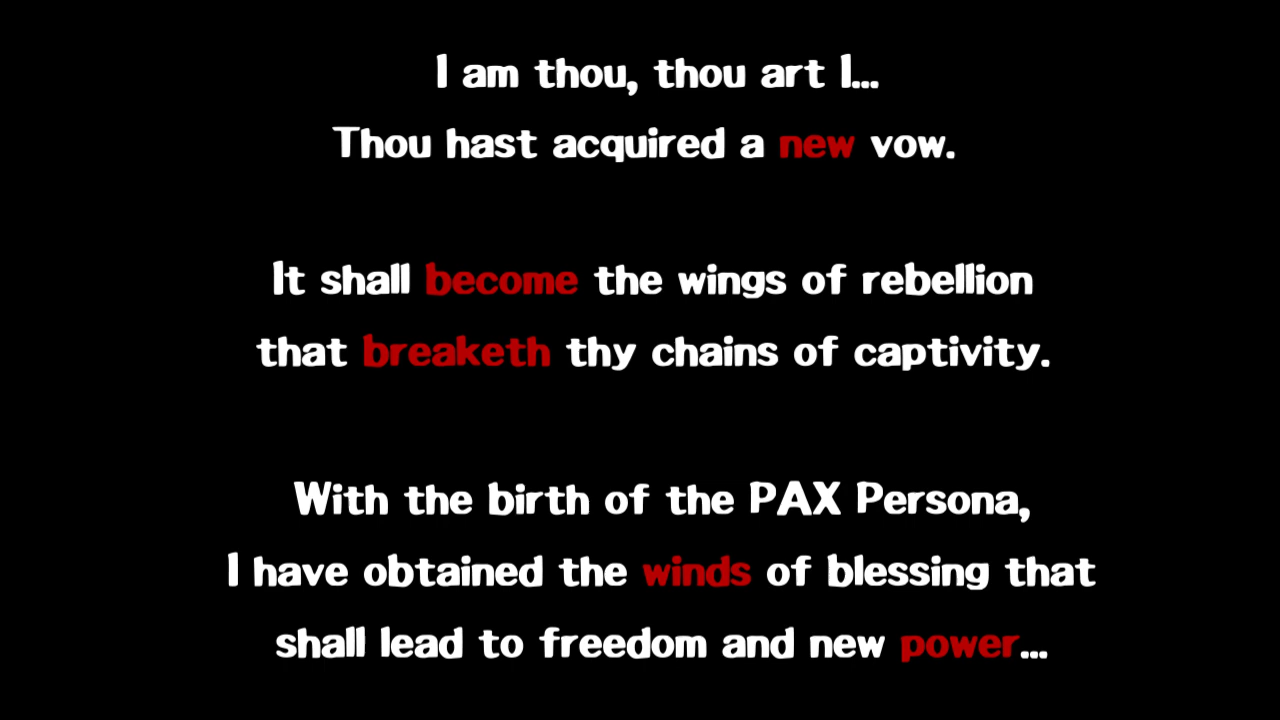 I am thou, thou art I...
Thou hast acquired a new vow.
It shall become the wings of rebellion
that breaketh thy chains of captivity.
With the birth of the PAX Persona,
I have obtained the winds of blessing that
shall lead to freedom and new power...